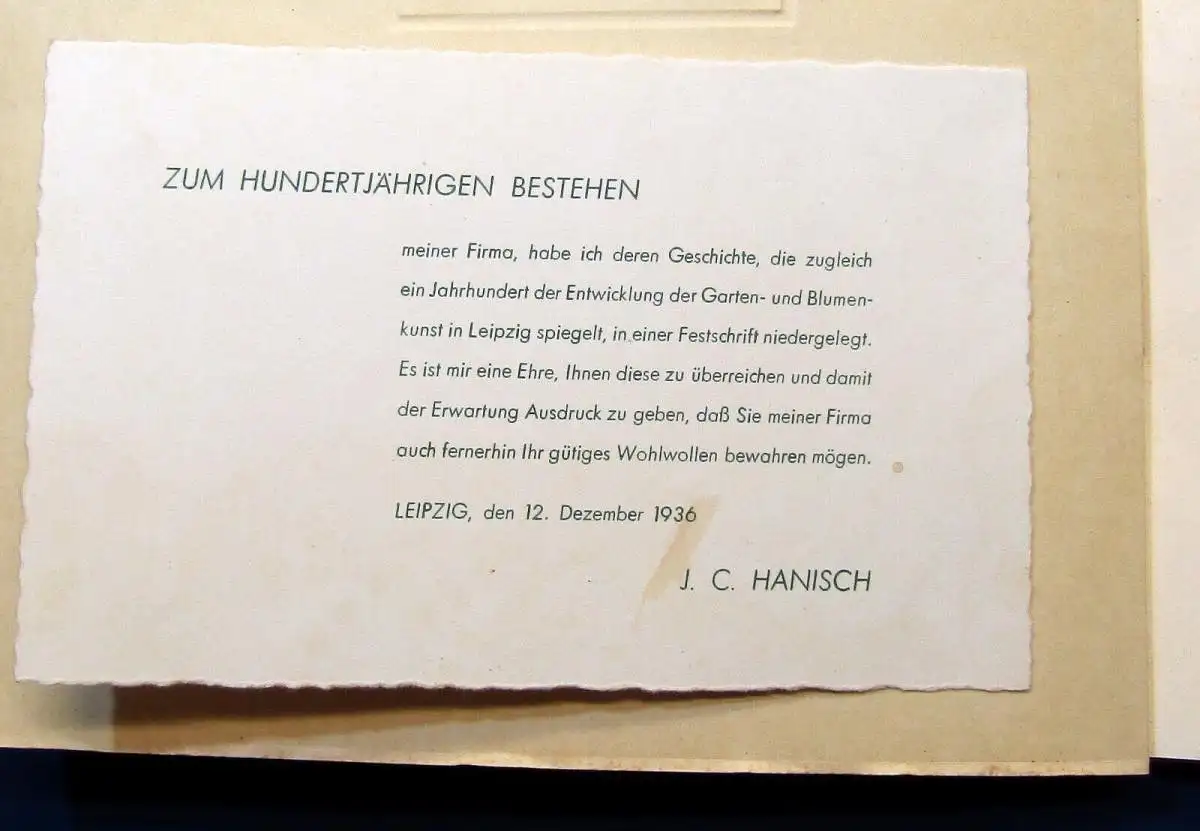 ZUM HUNDERTJÄHRIGEN BESTEHEN
meiner Firma, habe ich deren Geschichte, die zugleich
ein Jahrhundert der Entwicklung der Garten- und Blumen-
kunst in Leipzig spiegelt, in einer Festschrift niedergelegt.
Es ist mir eine Ehre, Ihnen diese zu überreichen und damit
der Erwartung Ausdruck zu geben, daß Sie meiner Firma
auch fernerhin Ihr gütiges Wohlwollen bewahren mögen.
LEIPZIG, den 12. Dezember 1936
J. C. HANISCH